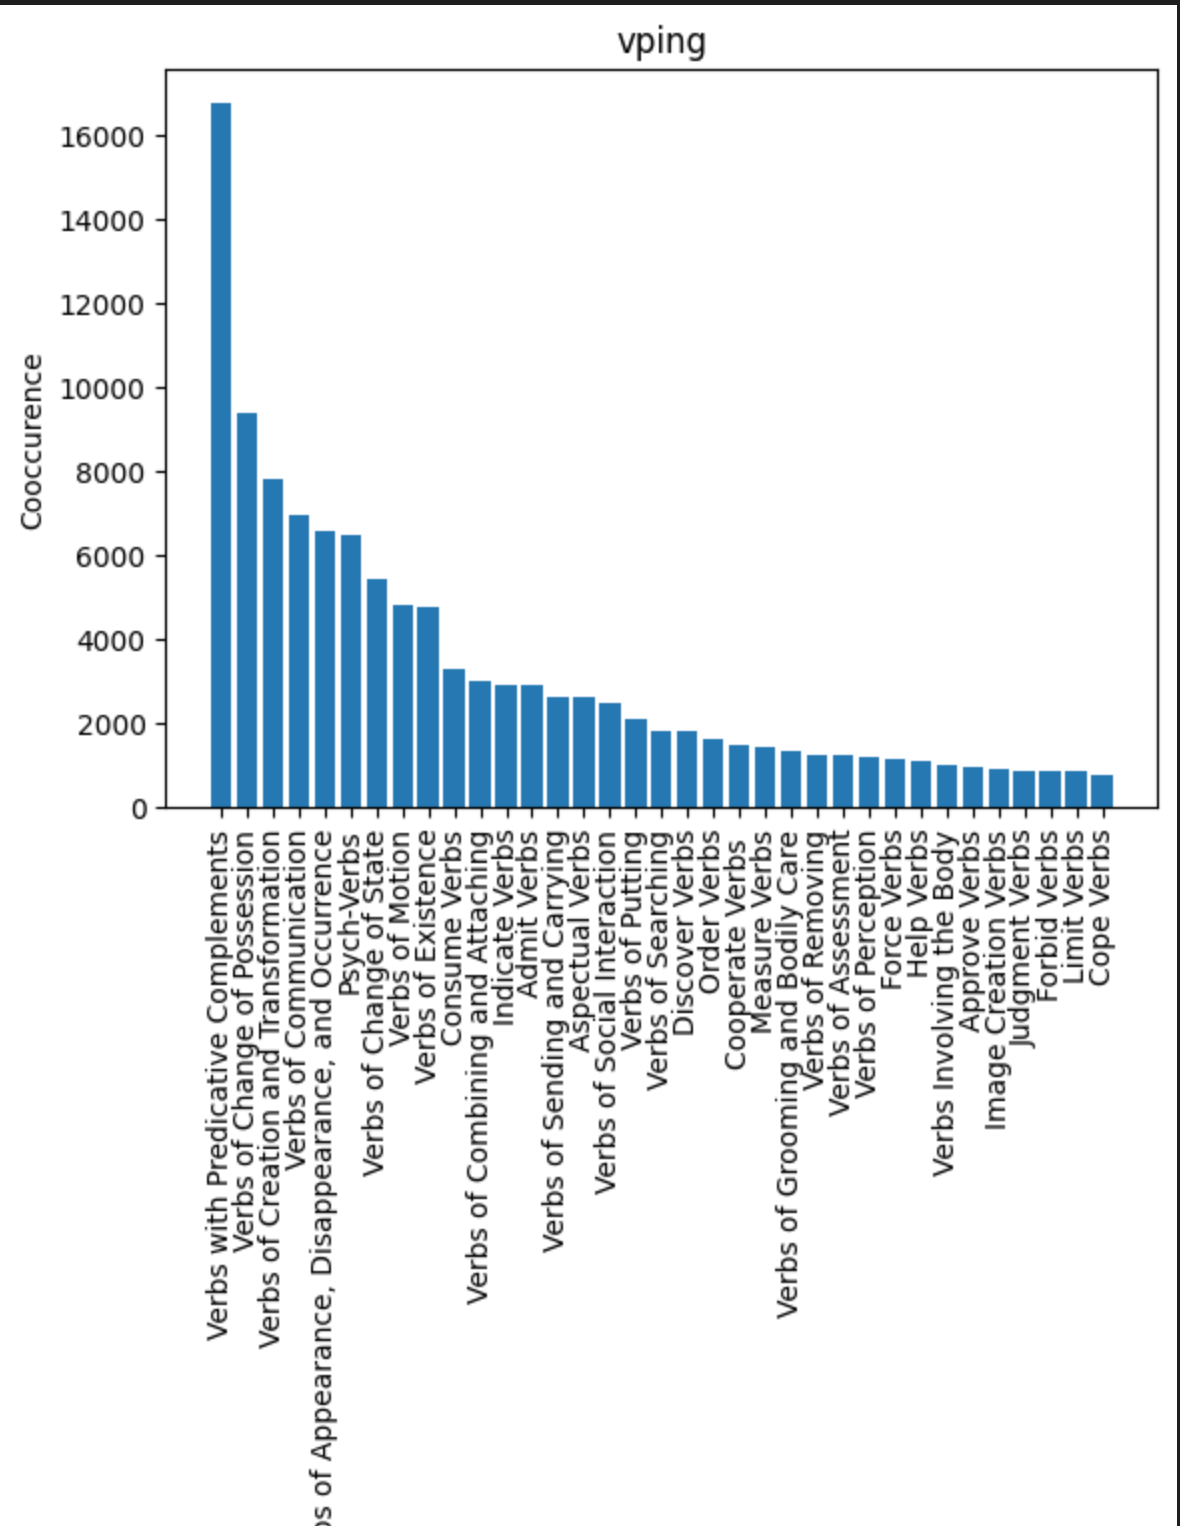 vping
Cooccurence
16000
14000
12000
10000
8000
6000
4000
2000
0
Verbs with Predicative Complements
Verbs of Change of Possession
Verbs of Creation and Transformation
Verbs of Communication
of Appearance, Disappearance, and Occurrence
Psych-Verbs
Verbs of Change of State
Verbs of Motion
Verbs of Existence
Consume Verbs
Verbs of Combining and Attaching
Indicate Verbs
Admit Verbs
Verbs of Sending and Carrying
Aspectual Verbs
Verbs of Social Interaction
Verbs of Putting
Verbs of Searching
Discover Verbs
Order Verbs
Cooperate Verbs
Measure Verbs
Verbs of Grooming and Bodily Care
Verbs of Removing
Verbs of Assessment
Verbs of Perception
Force Verbs
Help Verbs
Verbs Involving the Body
Approve Verbs
Image Creation Verbs
Judgment Verbs
Forbid Verbs
Limit Verbs
Cope Verbs